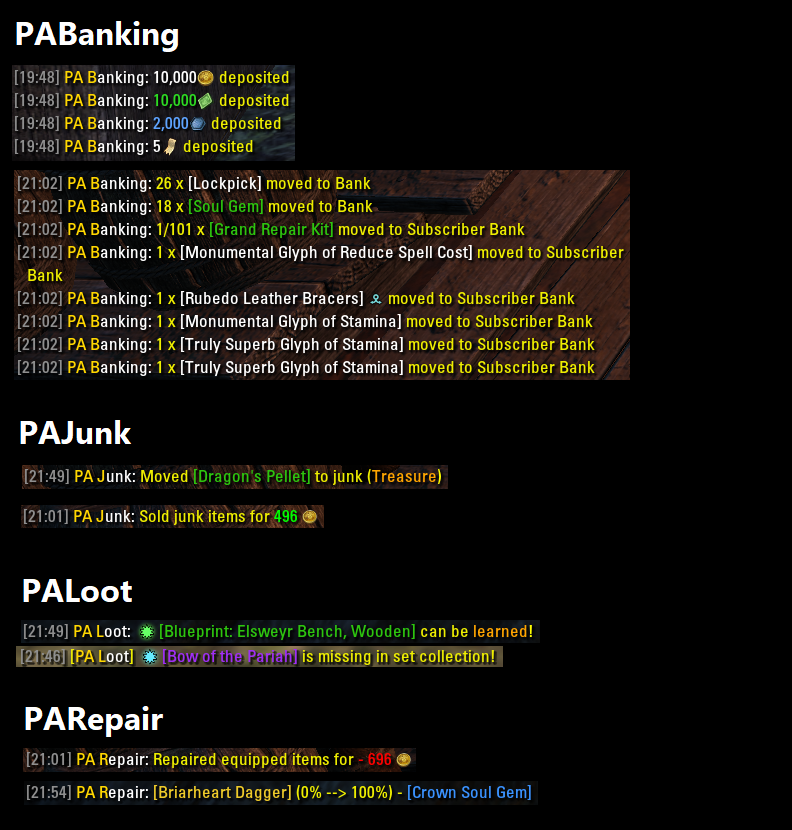 PABanking
[19:48] PA Banking: 10,000 deposited
[19:48] PA Banking: 10,000 deposited
[19:48] PA Banking: 2,000 deposited
[19:48] PA Banking: 5 deposited
[21:02] PA Banking: 26 x [Lockpick] moved to Bank
[21:02] PA Banking: 18 x [Soul Gem] moved to Bank
[21:02] PA Banking: 1/101 x [Grand Repair Kit] moved to Subscriber Bank
[21:02] PA Banking: 1 x [Monumental Glyph of Reduce Spell Cost] moved to Subscriber
Bank
[21:02] PA Banking: 1 x [Rubedo Leather Bracers] moved to Subscriber Bank
[21:02] PA Banking: 1 x [Monumental Glyph of Stamina] moved to Subscriber Bank
[21:02] PA Banking: 1 x [Truly Superb Glyph of Stamina] moved to Subscriber Bank
[21:02] PA Banking: 1 x [Truly Superb Glyph of Stamina] moved to Subscriber Bank
PAJunk
[21:49] PA Junk: Moved [Dragon's Pellet] to junk (Treasure)
[21:01] PA Junk: Sold junk items for 496
PALoot
[21:49] PA Loot: [Blueprint: Elsweyr Bench, Wooden] can be learned!
[21:46] [PA Loot] [Bow of the Pariah] is missing in set collection!
PARepair
[21:01] PA Repair: Repaired equipped items for - 696
[21:54] PA Repair: [Briarheart Dagger] (0% --> 100%) - [Crown Soul Gem]